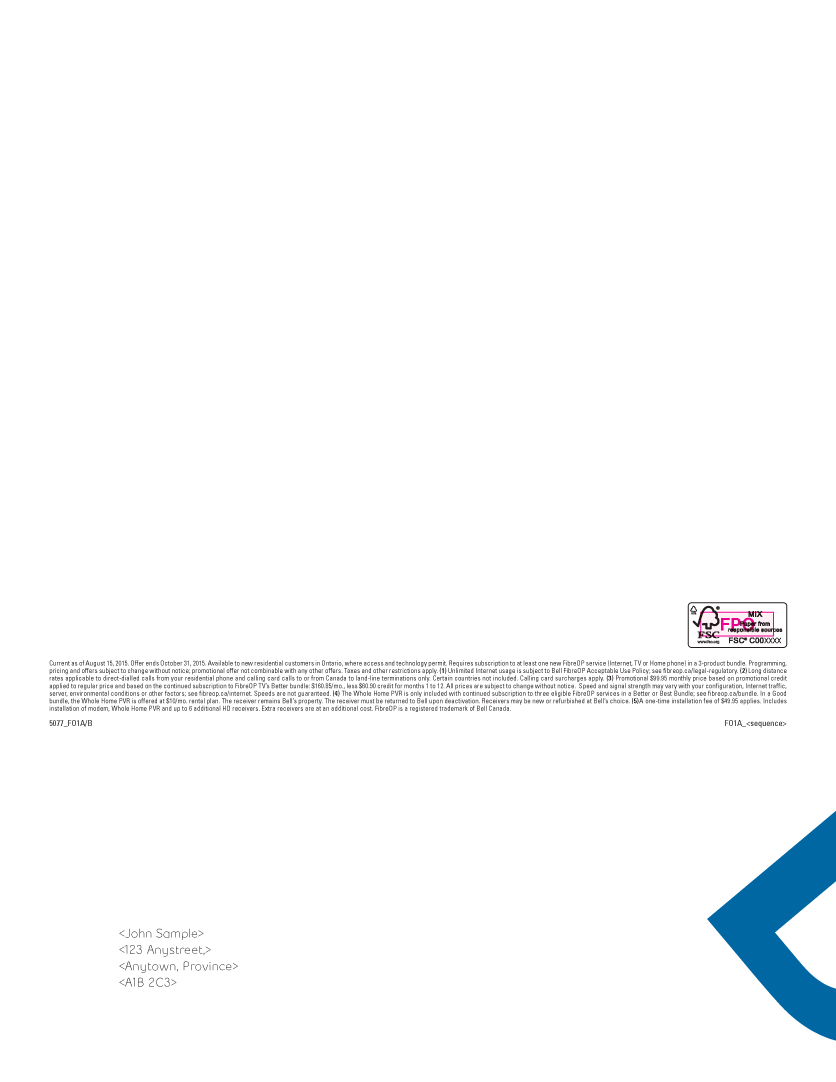 MIX
FPO
Paper from
responsible sources
FSC
www.fsc.org
FSC® C00XXXX
Current as of August 15, 2015. Offer ends October 31, 2015. Available to new residential customers in Ontario, where access and technology permit. Requires subscription to at least one new FibreOP service (Internet, TV or Home phone) in a 3-product bundle. Programming,
pricing and offers subject to change without notice; promotional offer not combinable with any other offers. Taxes and other restrictions apply. (1) Unlimited Internet usage is subject to Bell FibreOP Acceptable Use Policy; see fibreop.ca/legal-regulatory. (2) Long distance
rates applicable to direct-dialled calls from your residential phone and calling card calls to or from Canada to land-line terminations only. Certain countries not included. Calling card surcharges apply. (3) Promotional $99.95 monthly price based on promotional credit
applied to regular price and based on the continued subscription to FibreOP TV's Better bundle: $160.85/mo., less $60.90 credit for months 1 to 12. All prices are subject to change without notice. Speed and signal strength may vary with your configuration, Internet traffic,
server, environmental conditions or other factors; see fibreop.ca/internet. Speeds are not guaranteed. (4) The Whole Home PVR is only included with continued subscription to three eligible FibreOP services in a Better or Best Bundle; see fibreop.ca/bundle. In a Good
bundle, the Whole Home PVR is offered at $10/mo. rental plan. The receiver remains Bell's property. The receiver must be returned to Bell upon deactivation. Receivers may be new or refurbished at Bell's choice. (5)A one-time installation fee of $49.95 applies. Includes
installation of modem, Whole Home PVR and up to 6 additional HD receivers. Extra receivers are at an additional cost. FibreOP is a registered trademark of Bell Canada.
5077_FO1A/B
FO1A_<sequence>
<John Sample>
<123 Anystreet,>
<Anytown, Province>
<A1B 2C3>